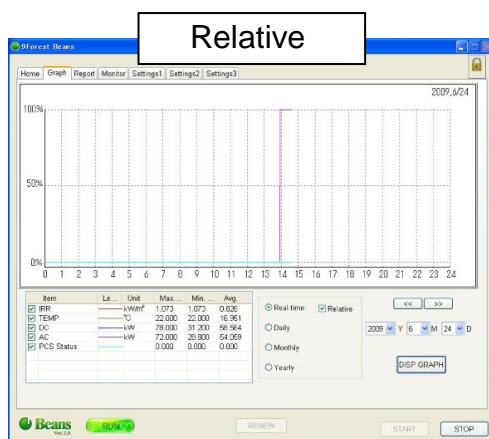 Relative
9Forest Beans
Home Graph Report Monitor Settings1 Settings2 Settings3
2009,6/24
100%
50%
0%
0 1 2 3 4 5 6 7 8 9 10 11 12 13 14 15 16 17 18 19 20 21 22 23 24
Item Le... Unit Max... Min. ... Avg.
IRR kW/m² 1.073 1.073 0.826
TEMP °C 22.000 22.000 16.951
DC kW 78.000 31.200 58.564
AC kW 72.000 28.800 54.059
PCS Status 0.000 0.000 0.000
Real-time Relative
Daily
Monthly
Yearly
<< >>
2009 Y 6 M 24 D
DISP GRAPH
Beans
Ver.2.9
RUN
RENEW
START
STOP